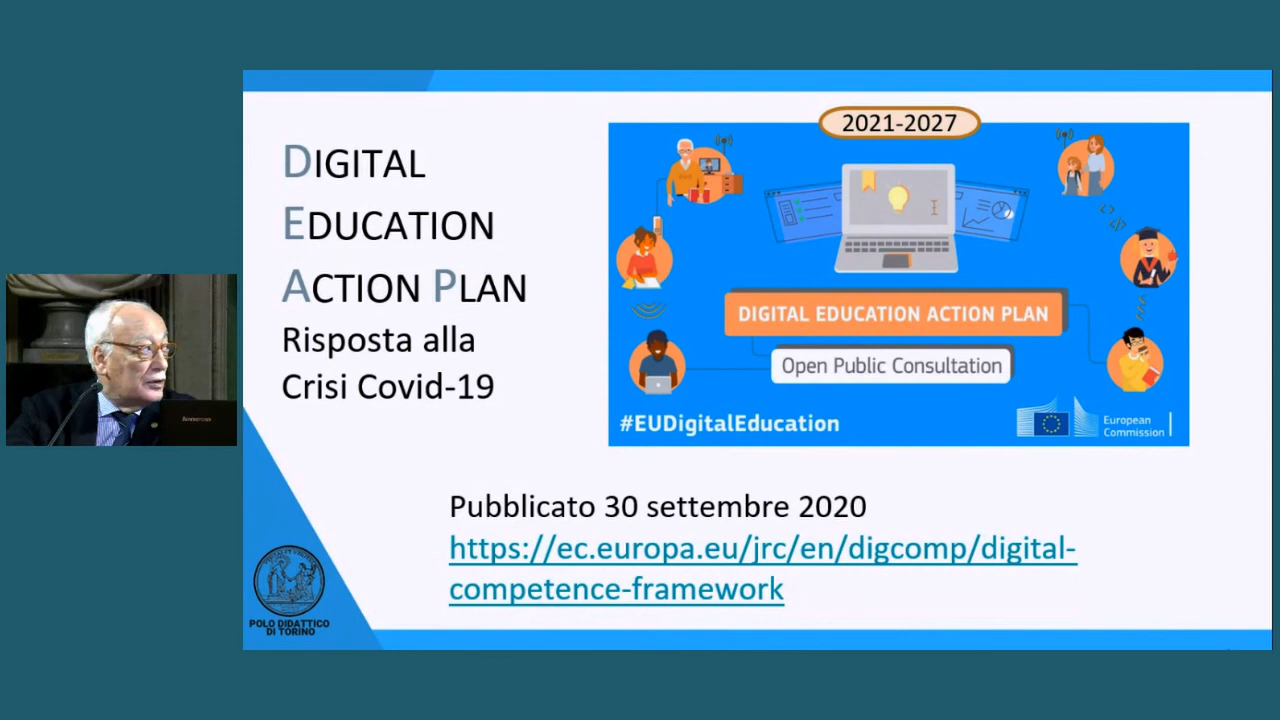 DIGITAL
EDUCATION
ACTION PLAN
Risposta alla
Crisi Covid-19
2021-2027
DIGITAL EDUCATION ACTION PLAN
Open Public Consultation
#EUDigitalEducation
European
Commission
Pubblicato 30 settembre 2020
https://ec.europa.eu/jrc/en/digcomp/digital-
competence-framework
POLO DIDATTICO
DI TORINO